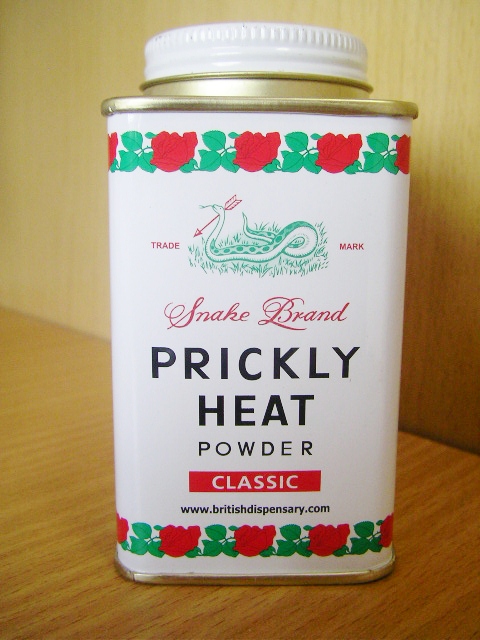 TRADE MARK
Snake Brand
PRICKLY
HEAT
POWDER
CLASSIC
www.britishdispensary.com